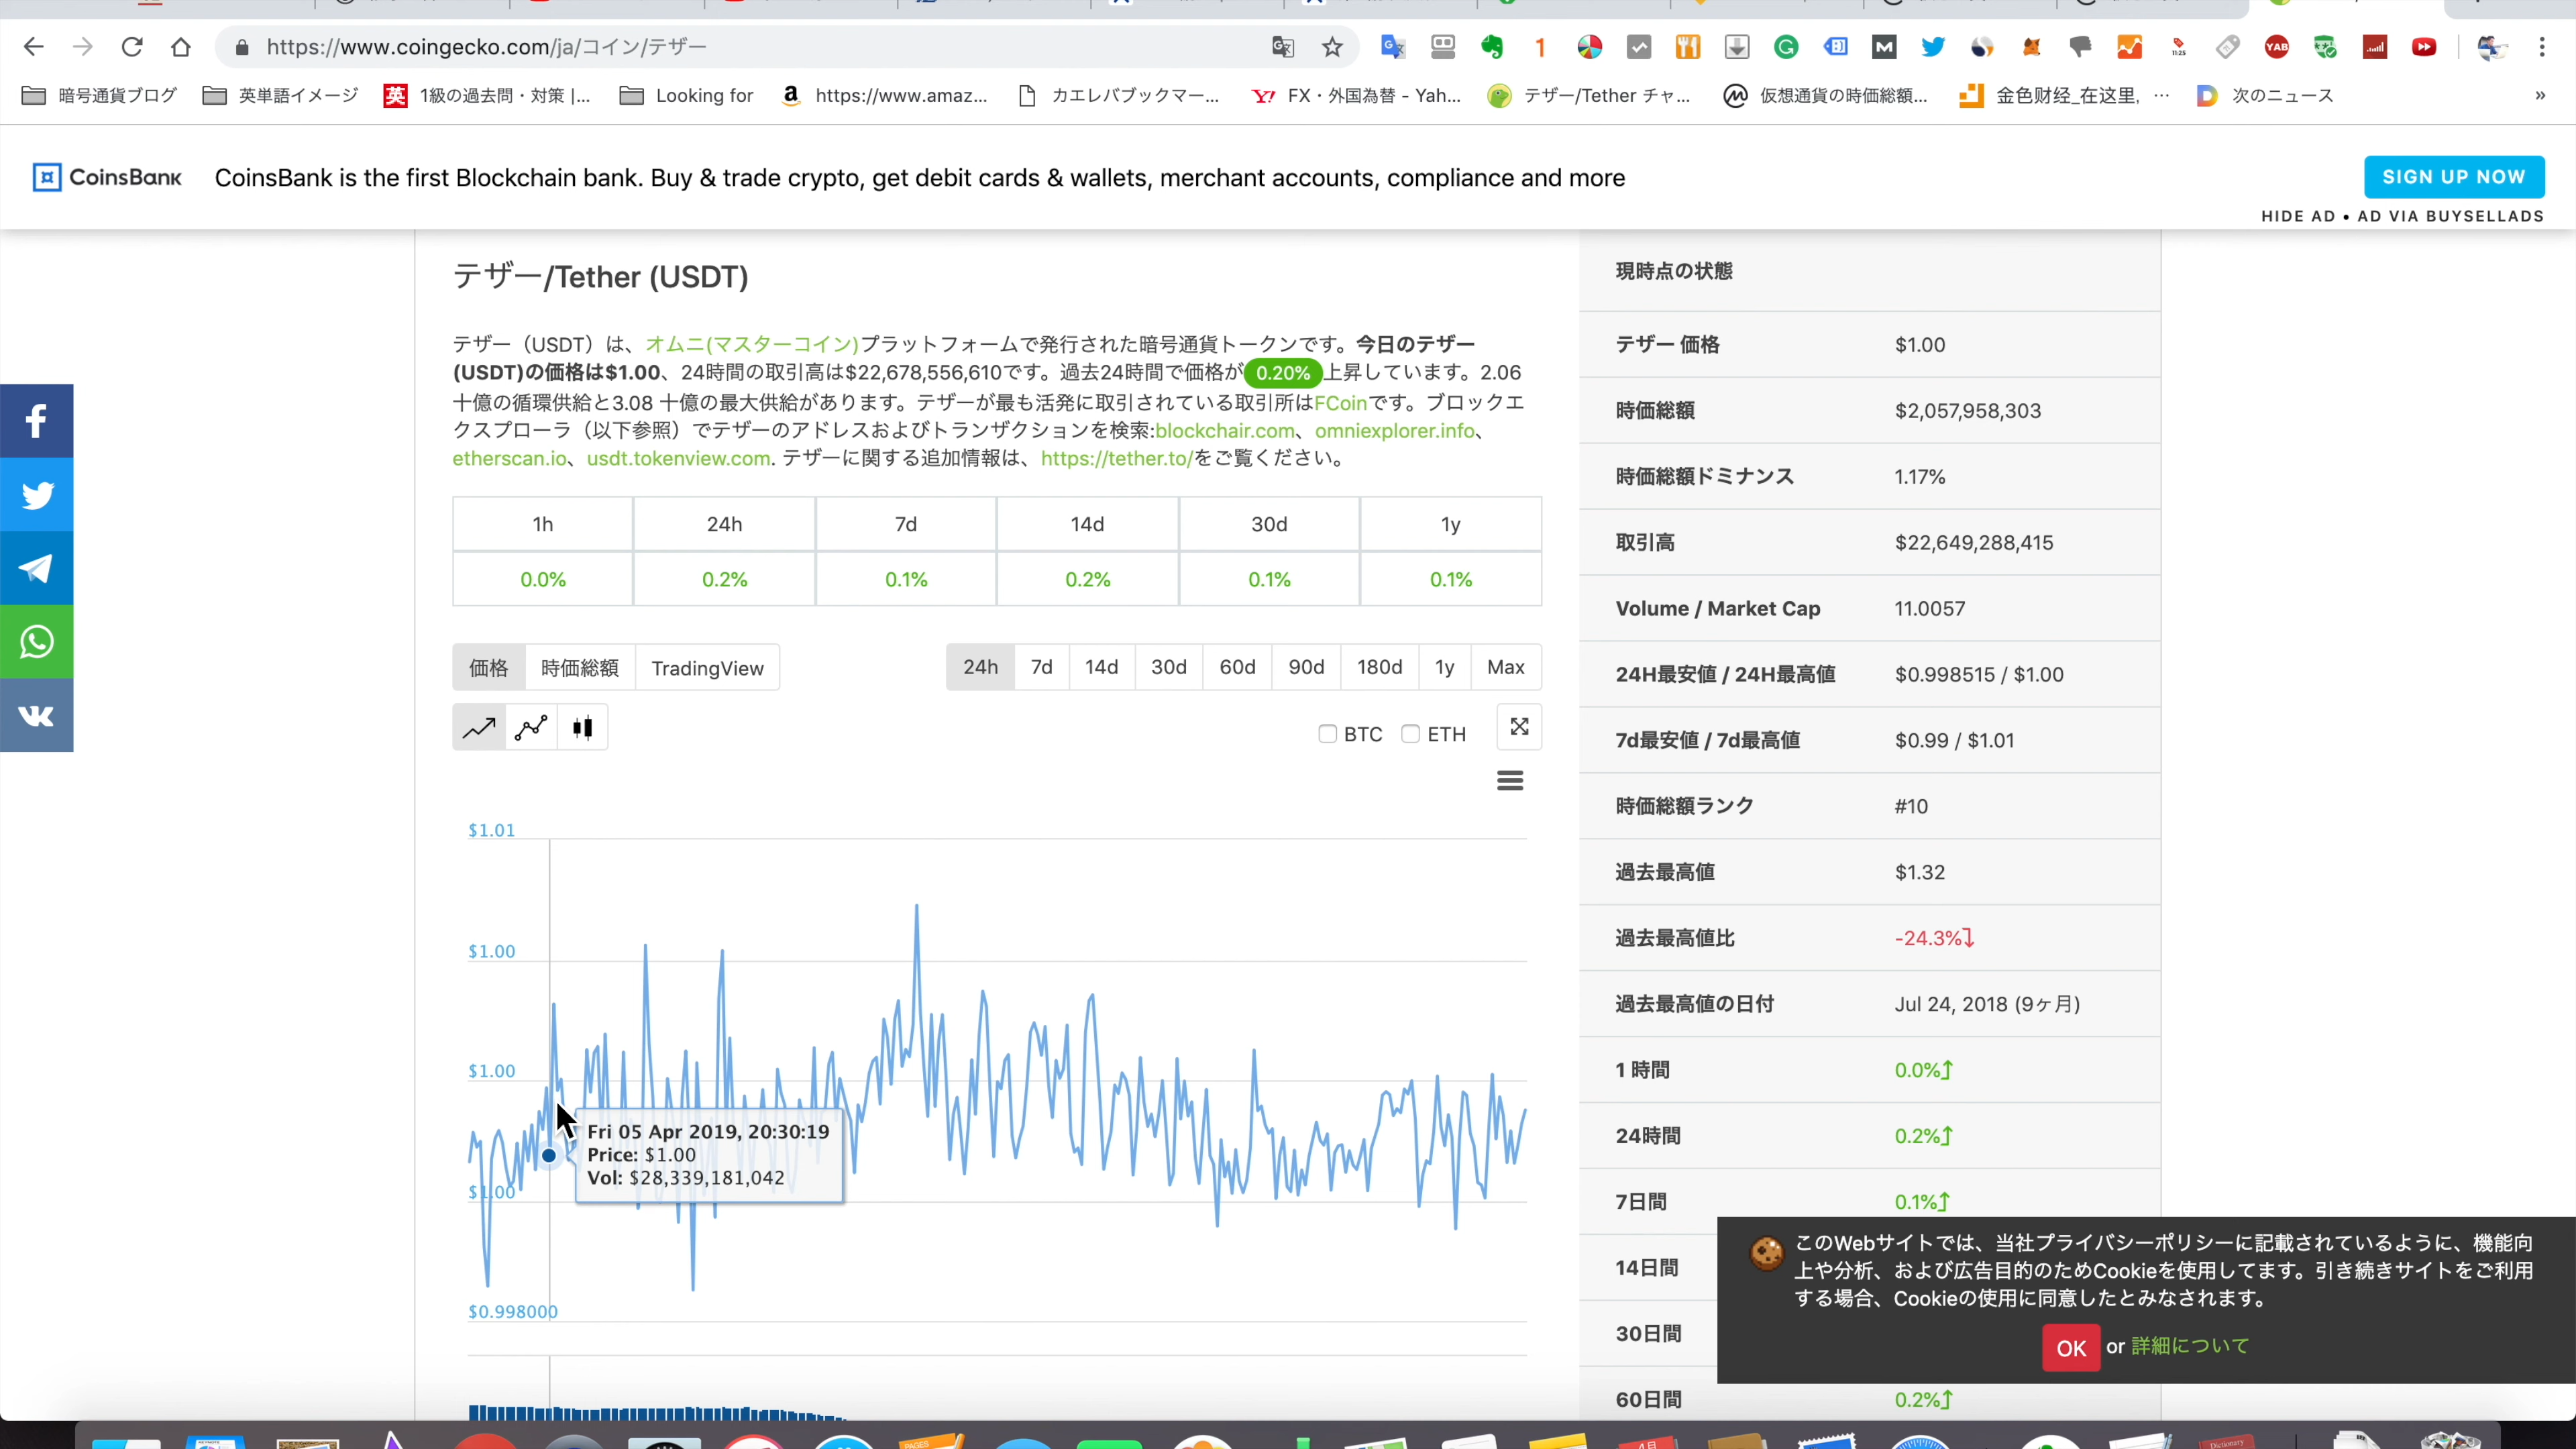 https://www.coingecko.com/ja/コイン/テザー
暗号通貨ブログ 英単語イメージ 英 1級の過去問・対策 |... Looking for https://www.amaz... カエレバブックマー... Y! FX・外国為替 - Yah... テザー/Tether チャ... 仮想通貨の時価総額... 金色财经_在这里, ... 次のニュース »
CoinsBank CoinsBank is the first Blockchain bank. Buy & trade crypto, get debit cards & wallets, merchant accounts, compliance and more SIGN UP NOW
HIDE AD • AD VIA BUYSELLADS
テザー/Tether (USDT)
テザー（USDT）は、オムニ(マスターコイン)プラットフォームで発行された暗号通貨トークンです。今日のテザー
(USDT)の価格は$1.00、24時間の取引高は$22,678,556,610です。過去24時間で価格が 0.20% 上昇しています。2.06
十億の循環供給と3.08 十億の最大供給があります。テザーが最も活発に取引されている取引所はFCoinです。ブロックエ
クスプローラ（以下参照）でテザーのアドレスおよびトランザクションを検索:blockchair.com、omniexplorer.info、
etherscan.io、usdt.tokenview.com. テザーに関する追加情報は、https://tether.to/をご覧ください。
1h 24h 7d 14d 30d 1y
0.0% 0.2% 0.1% 0.2% 0.1% 0.1%
価格 時価総額 TradingView 24h 7d 14d 30d 60d 90d 180d 1y Max
BTC ETH
$1.01
$1.00
$1.00
$1.00
$0.998000
Fri 05 Apr 2019, 20:30:19
Price: $1.00
Vol: $28,339,181,042
現時点の状態
テザー 価格 $1.00
時価総額 $2,057,958,303
時価総額ドミナンス 1.17%
取引高 $22,649,288,415
Volume / Market Cap 11.0057
24H最安値 / 24H最高値 $0.998515 / $1.00
7d最安値 / 7d最高値 $0.99 / $1.01
時価総額ランク #10
過去最高値 $1.32
過去最高値比 -24.3%
過去最高値の日付 Jul 24, 2018 (9ヶ月)
1 時間 0.0%
24時間 0.2%
7日間 0.1%
14日間
30日間
60日間 0.2%
このWebサイトでは、当社プライバシーポリシーに記載されているように、機能向
上や分析、および広告目的のためCookieを使用してます。引き続きサイトをご利用
する場合、Cookieの使用に同意したとみなされます。
OK or 詳細について
PAGES
4月
Dictionary